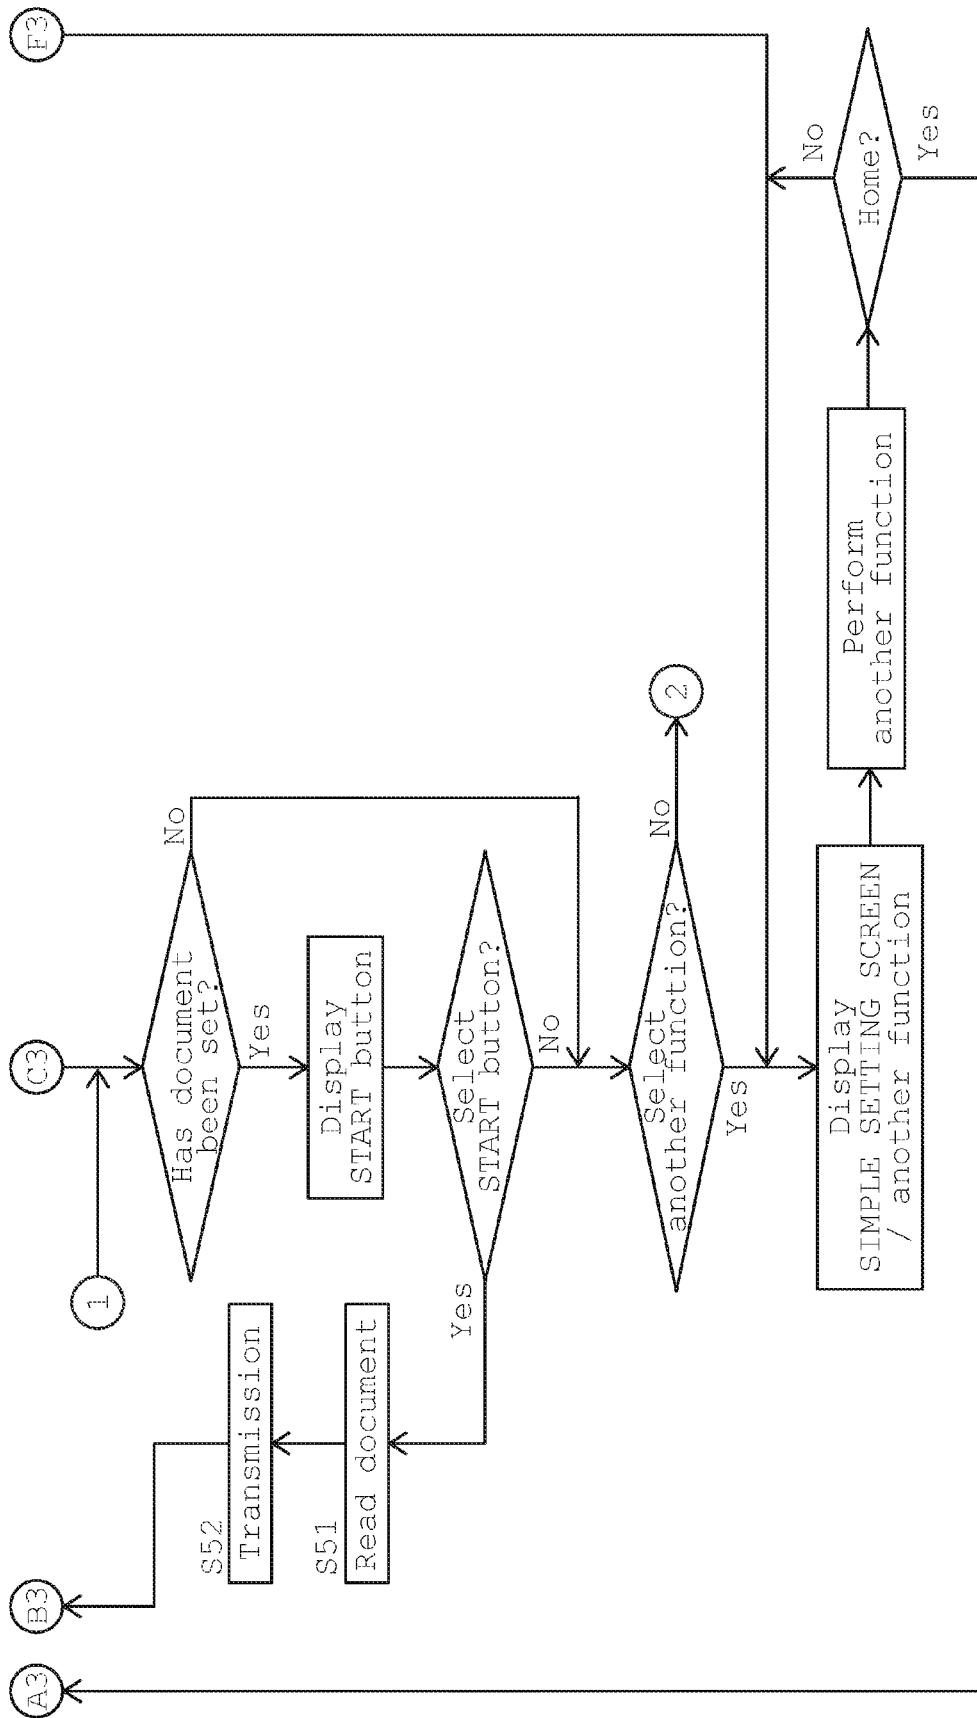 A3
B3
C3
F3
1
Has document
been set?
No
Yes
S52
Transmission
Display
START button
S51
Read document
Yes
Select
START button?
No
Select
another function?
No
2
Yes
No
Home?
Yes
Display
SIMPLE SETTING SCREEN
/ another function
Perform
another function